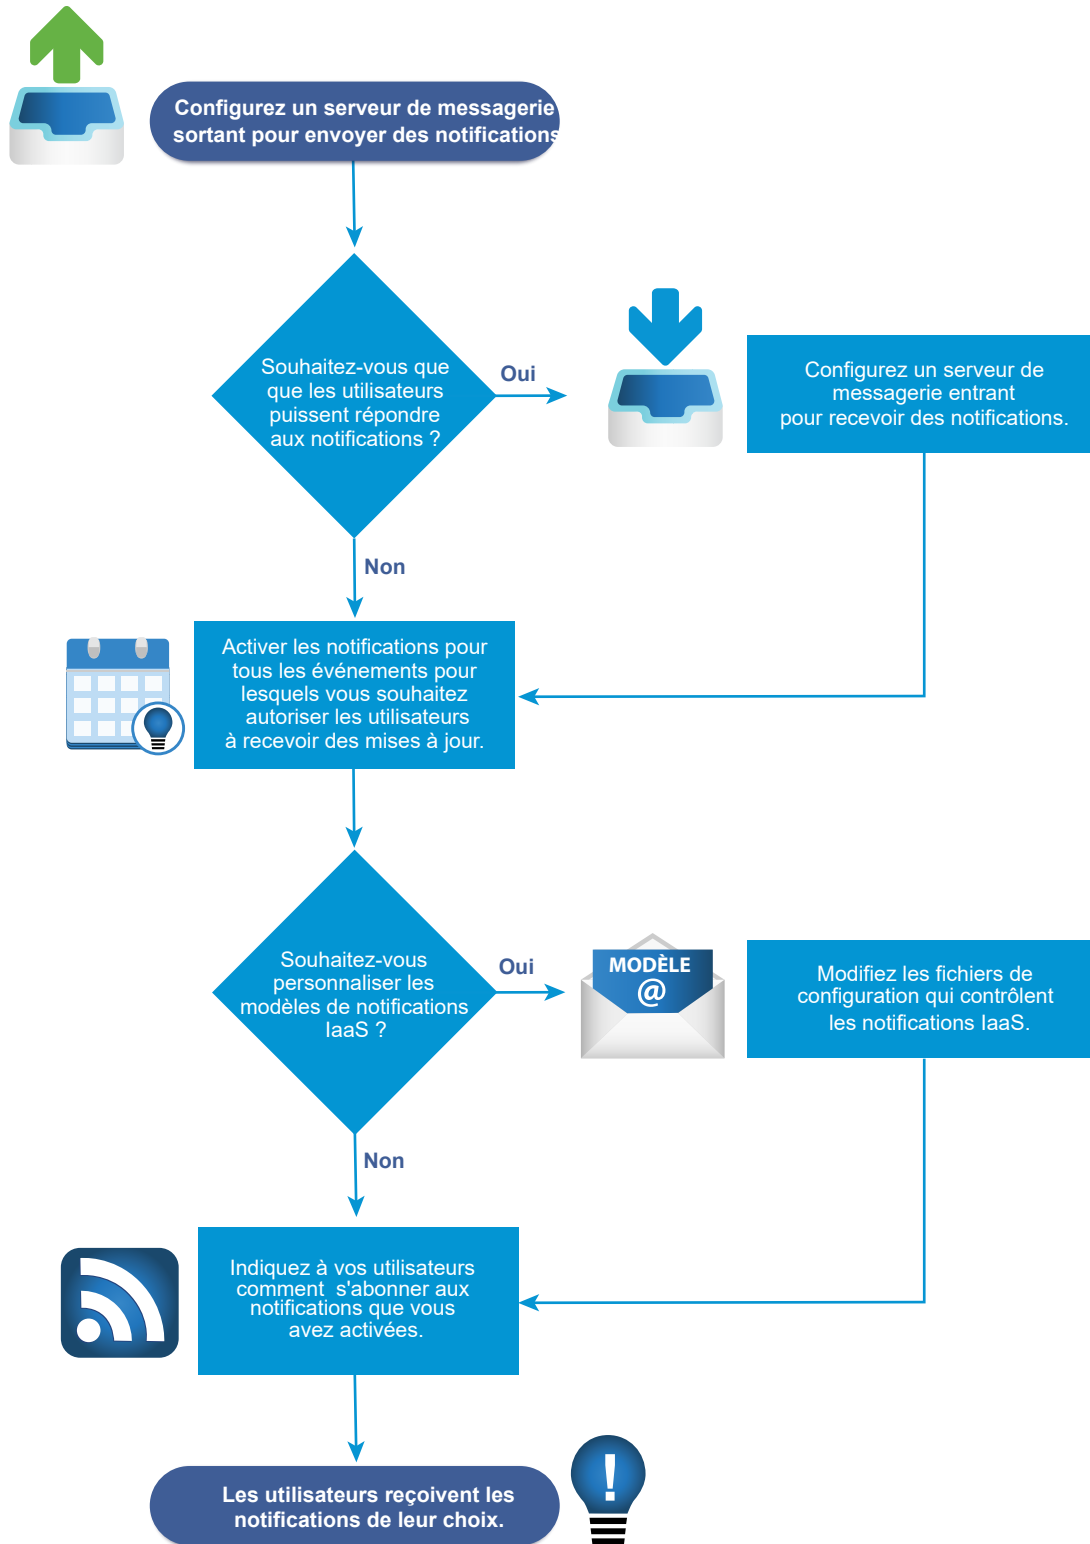 Configurez un serveur de messagerie
sortant pour envoyer des notifications
Souhaitez-vous que
que les utilisateurs
puissent répondre
aux notifications ?
Oui
Configurez un serveur de
messagerie entrant
pour recevoir des notifications.
Non
Activer les notifications pour
tous les événements pour
lesquels vous souhaitez
autoriser les utilisateurs
à recevoir des mises à jour.
Souhaitez-vous
personnaliser les
modèles de notifications
IaaS ?
Oui
MODÈLE
@
Modifiez les fichiers de
configuration qui contrôlent
les notifications IaaS.
Non
Indiquez à vos utilisateurs
comment s'abonner aux
notifications que vous
avez activées.
Les utilisateurs reçoivent les
notifications de leur choix.
!